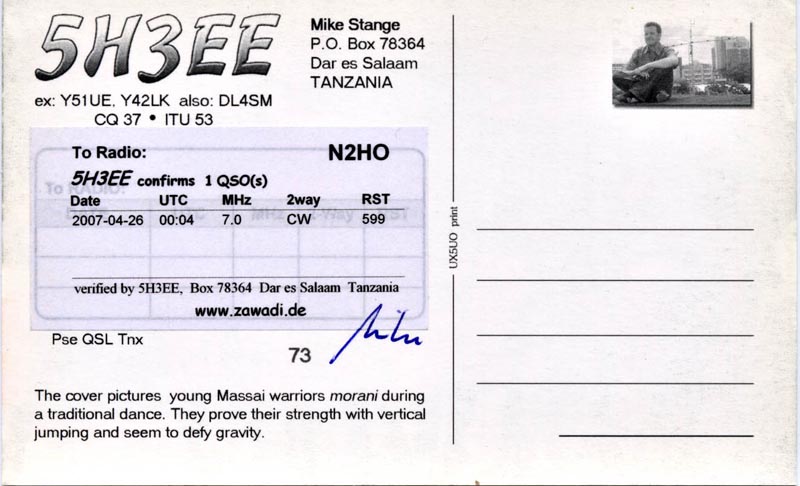 5H3EE
ex: Y51UE, Y42LK also: DL4SM
CQ 37 • ITU 53
Mike Stange
P.O. Box 78364
Dar es Salaam
TANZANIA
To Radio: N2HO
5H3EE confirms 1 QSO(s)
Date UTC MHz 2way RST
2007-04-26 00:04 7.0 CW 599
verified by 5H3EE, Box 78364 Dar es Salaam Tanzania
www.zawadi.de
Pse QSL Tnx
73
The cover pictures young Massai warriors morani during
a traditional dance. They prove their strength with vertical
jumping and seem to defy gravity.
UX5UO print